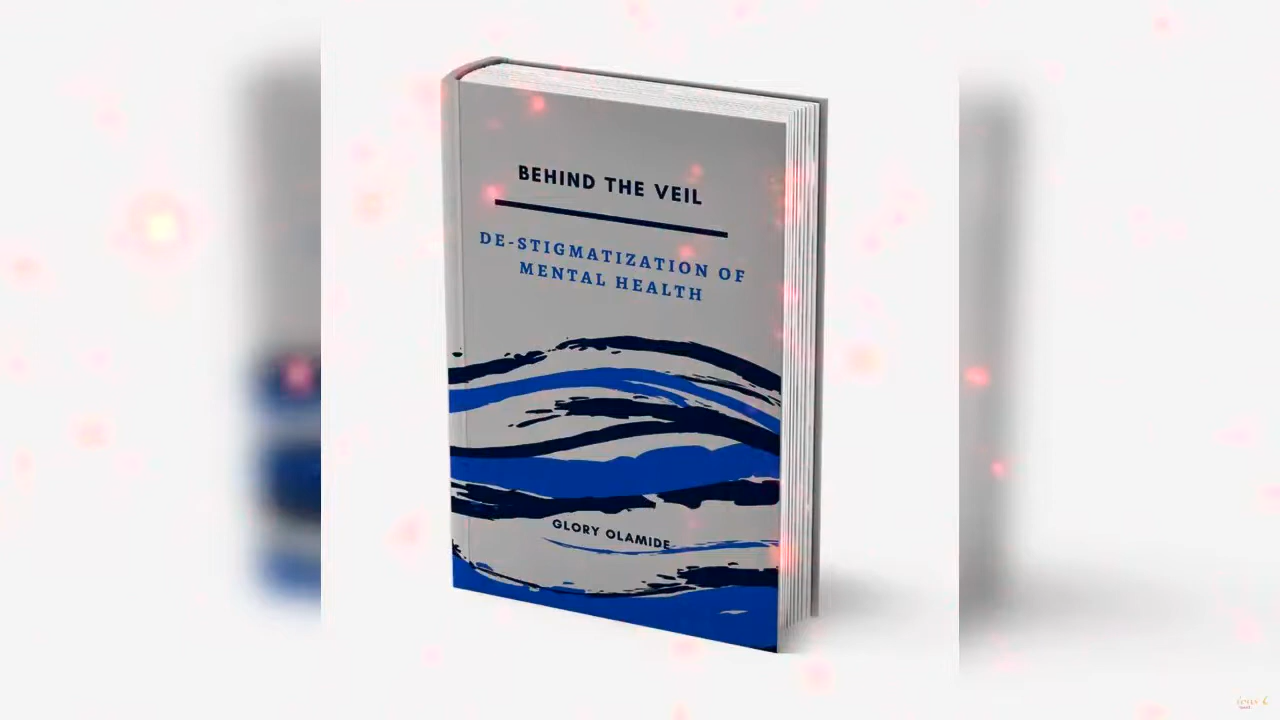 BEHIND THE VEIL
DE-STIGMATIZATION OF
MENTAL HEALTH
GLORY OLAMIDE